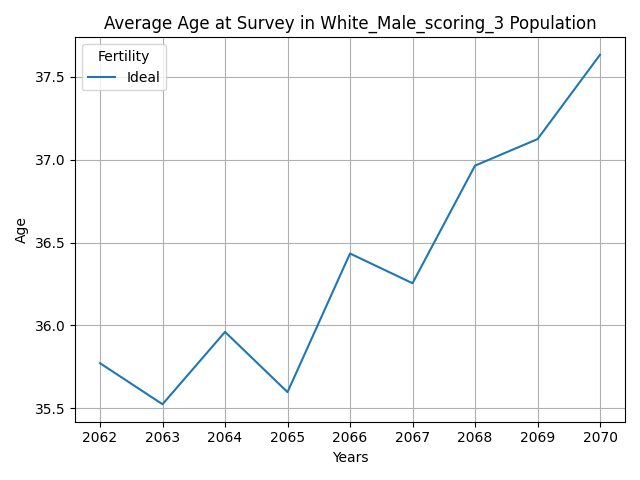 Average Age at Survey in White_Male_scoring_3 Population
Fertility
Ideal
37.5
37.0
36.5
36.0
35.5
Age
2062 2063 2064 2065 2066 2067 2068 2069 2070
Years